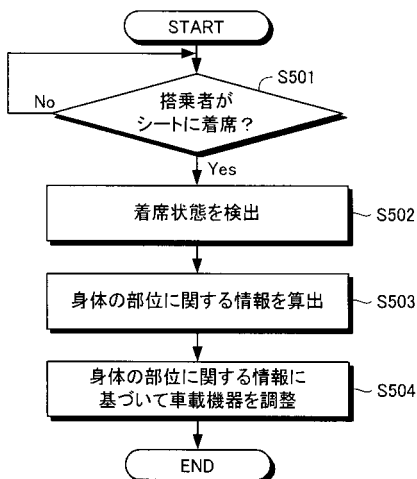 START
S501
No
搭乗者が
シートに着席？
Yes
着席状態を検出
S502
身体の部位に関する情報を算出
S503
身体の部位に関する情報に
基づいて車載機器を調整
S504
END